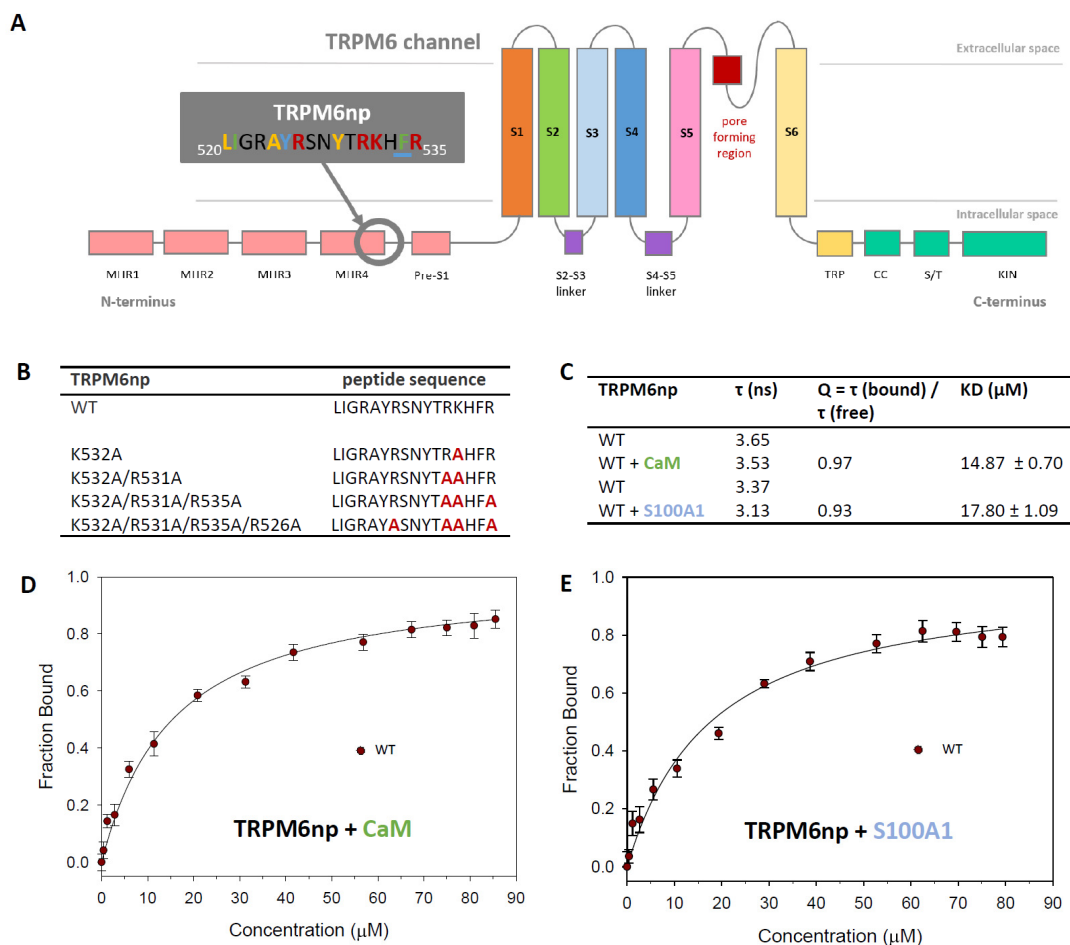 A
TRPM6 channel
Extracellular space
TRPM6np
520 LIGRAYRSNYTRKHFR 535
S1
S2
S3
S4
S5
S6
pore
forming
region
Intracellular space
MHR1
MHR2
MHR3
MHR4
Pre-S1
S2-S3
linker
S4-S5
linker
TRP
CC
S/T
KIN
N-terminus
C-terminus
B
TRPM6np peptide sequence
WT LIGRAYRSNYTRKHFR
K532A LIGRAYRSNYTRAHFR
K532A/R531A LIGRAYRSNYTAAHFR
K532A/R531A/R535A LIGRAYRSNYTAAHFA
K532A/R531A/R535A/R526A LIGRAYASNYTAAHFA
C
TRPM6np τ (ns) Q = τ (bound) / KD (μM)
τ (free)
WT 3.65
WT + CaM 3.53 0.97 14.87 ± 0.70
WT 3.37
WT + S100A1 3.13 0.93 17.80 ± 1.09
D
1.0
0.8
0.6
0.4
0.2
0.0
Fraction Bound
WT
TRPM6np + CaM
0 10 20 30 40 50 60 70 80 90
Concentration (μM)
E
1.0
0.8
0.6
0.4
0.2
0.0
Fraction Bound
WT
TRPM6np + S100A1
0 10 20 30 40 50 60 70 80 90
Concentration (μM)